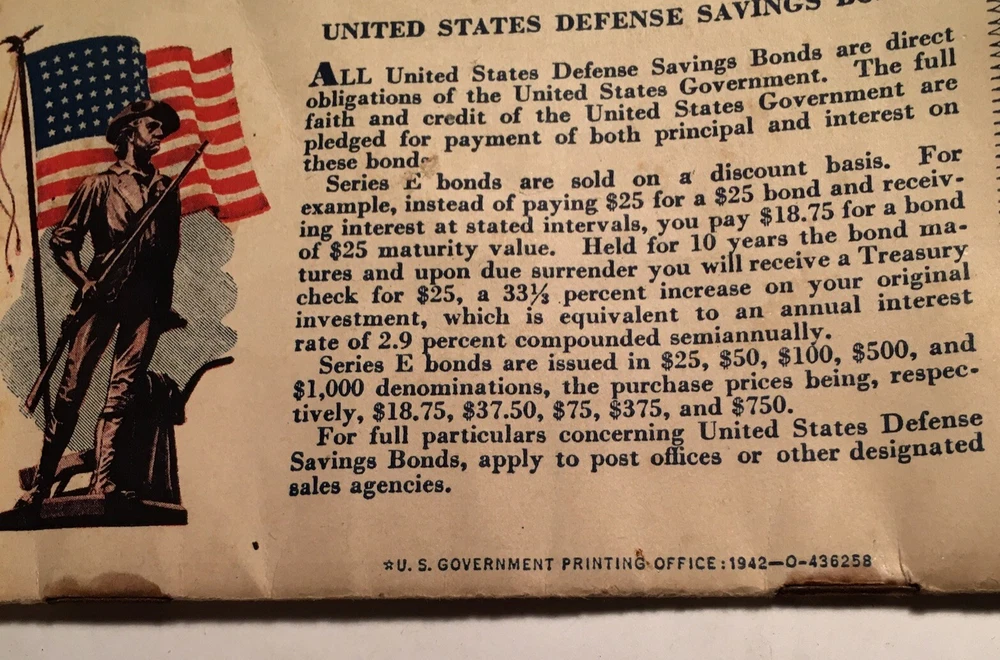 UNITED STATES DEFENSE SAVINGS
ALL United States Defense Savings Bonds are direct
obligations of the United States Government. The full
faith and credit of the United States Government are
pledged for payment of both principal and interest on
these bonds
Series E bonds are sold on a discount basis. For
example, instead of paying $25 for a $25 bond and receiv-
ing interest at stated intervals, you pay $18.75 for a bond
of $25 maturity value. Held for 10 years the bond ma-
tures and upon due surrender you will receive a Treasury
check for $25, a 33⅓ percent increase on your original
investment, which is equivalent to an annual interest
rate of 2.9 percent compounded semiannually.
Series E bonds are issued in $25, $50, $100, $500, and
$1,000 denominations, the purchase prices being, respec-
tively, $18.75, $37.50, $75, $375, and $750.
For full particulars concerning United States Defense
Savings Bonds, apply to post offices or other designated
sales agencies.
☆U. S. GOVERNMENT PRINTING OFFICE : 1942—O-436258